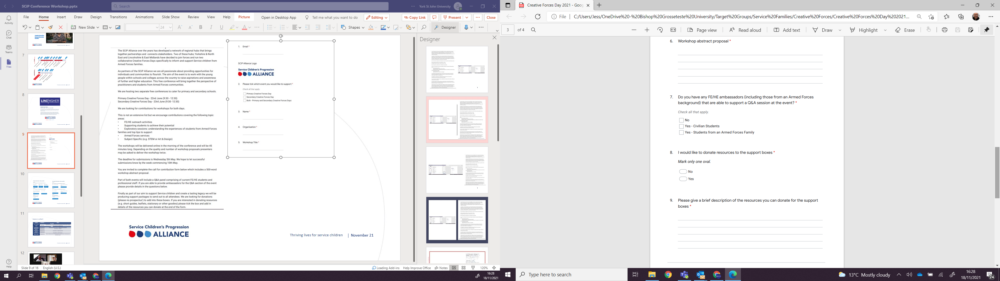 SCiP Conference Workshop.pptx
Search
York St John University
File Home Insert Draw Design Transitions Animations Slide Show Review View Help Picture Open in Desktop App Tell me what you want to do Editing Copy Link Present Close
New Slide 24 Shapes Designer
Activity
Chat
Teams
Files
Help
7
8
LINCHIGHER
9
10
11
12
The SCiP Alliance over the years has developed a network of regional hubs that brings
together partnerships and connects stakeholders. Two of these hubs; Yorkshire & North
East and Lincolnshire & East Midlands have decided to join forces and run two
collaborative Creative Forces Days specifically to inform and support Service children from
Armed Forces families.
As partners of the SCiP Alliance we are all passionate about providing opportunities for
individuals and communities to flourish. The aim of the event is to work with the young
people within schools and colleges across the country to raise aspirations and awareness
of further and higher education. This free conference will bring together the perspective of
practitioners and students from Armed Forces communities.
We are hosting two separate free conferences to cater for primary and secondary schools.
Primary Creative Forces Day - 22nd June (9:30 - 12:30)
Secondary Creative Forces Day - 23rd June (9:30- 12:30)
We are looking for contributions for workshops for both days.
This is not an extensive list but we encourage contributions covering the following topic
areas:
• FE/HE outreach activities
• Supporting students to achieve their potential
• Exploratory sessions: understanding the experiences of students from Armed Forces
families and top tips to support
• Armed Forces services
• Subject Specific (e.g. STEM or Art & Design)
The workshops will be delivered online in the morning of the conference and will be 45
minutes long. Depending on the quality and number of workshop proposals presenters
may be asked to deliver the workshop twice.
The deadline for submissions is Wednesday 5th May. We hope to let successful
submissions know by the week commencing 10th May.
You are invited to complete the call for contribution form below which includes a 500-word
workshop abstract proposal.
Part of both events will include a Q&A panel comprising of current FE/HE students and
professional staff. If you are able to provide ambassadors for the Q&A section of the event
please provide details in the questions below.
Finally as part of our aim to support Service children and create a lasting legacy we will be
producing support packages to send out to all attendees. We are looking for donations
(please no prospectus') to add into these boxes. If you are interested in donating resources
(e.g. short guides, leaflets, stationary or other goodies) please tick the box and add in
details of the resources you can donate at the end of the form.
1. Email *
SCiP Alliance Logo
Service Children's Progression
ALLIANCE
2. Please tick which event you would like to support *
Check all that apply.
Primary Creative Forces Day
Secondary Creative Forces Day
Both - Primary and Secondary Creative Forces Days
3. Name *
4. Organisation *
5. Workshop Title *
Service Children's Progression
ALLIANCE
Thriving lives for service children | November 21
Designer
Slide 9 of 16 English (U.S.)
Loading Add-ins Help Improve Office Notes 120%
16:28
18/11/2021
Creative Forces Day 2021 - Goog
File C:/Users/Jess/OneDrive%20-%20Bishop%20Grosseteste%20University/Target%20Groups/Service%20Families/Creative%20Forces/Creative%20Forces%20Day%202021...
3 of 4 Page view Read aloud Add text Draw Highlight Erase
6. Workshop abstract proposal *
7. Do you have any FE/HE ambassadors (including those from an Armed Forces
background) that are able to support a Q&A session at the event? *
Check all that apply.
No
Yes - Civilian Students
Yes - Students from an Armed Forces Family
8. I would like to donate resources to the support boxes *
Mark only one oval.
No
Yes
9. Please give a brief description of the resources you can donate for the support
boxes *
Type here to search
13°C Mostly cloudy
16:28
18/11/2021
24